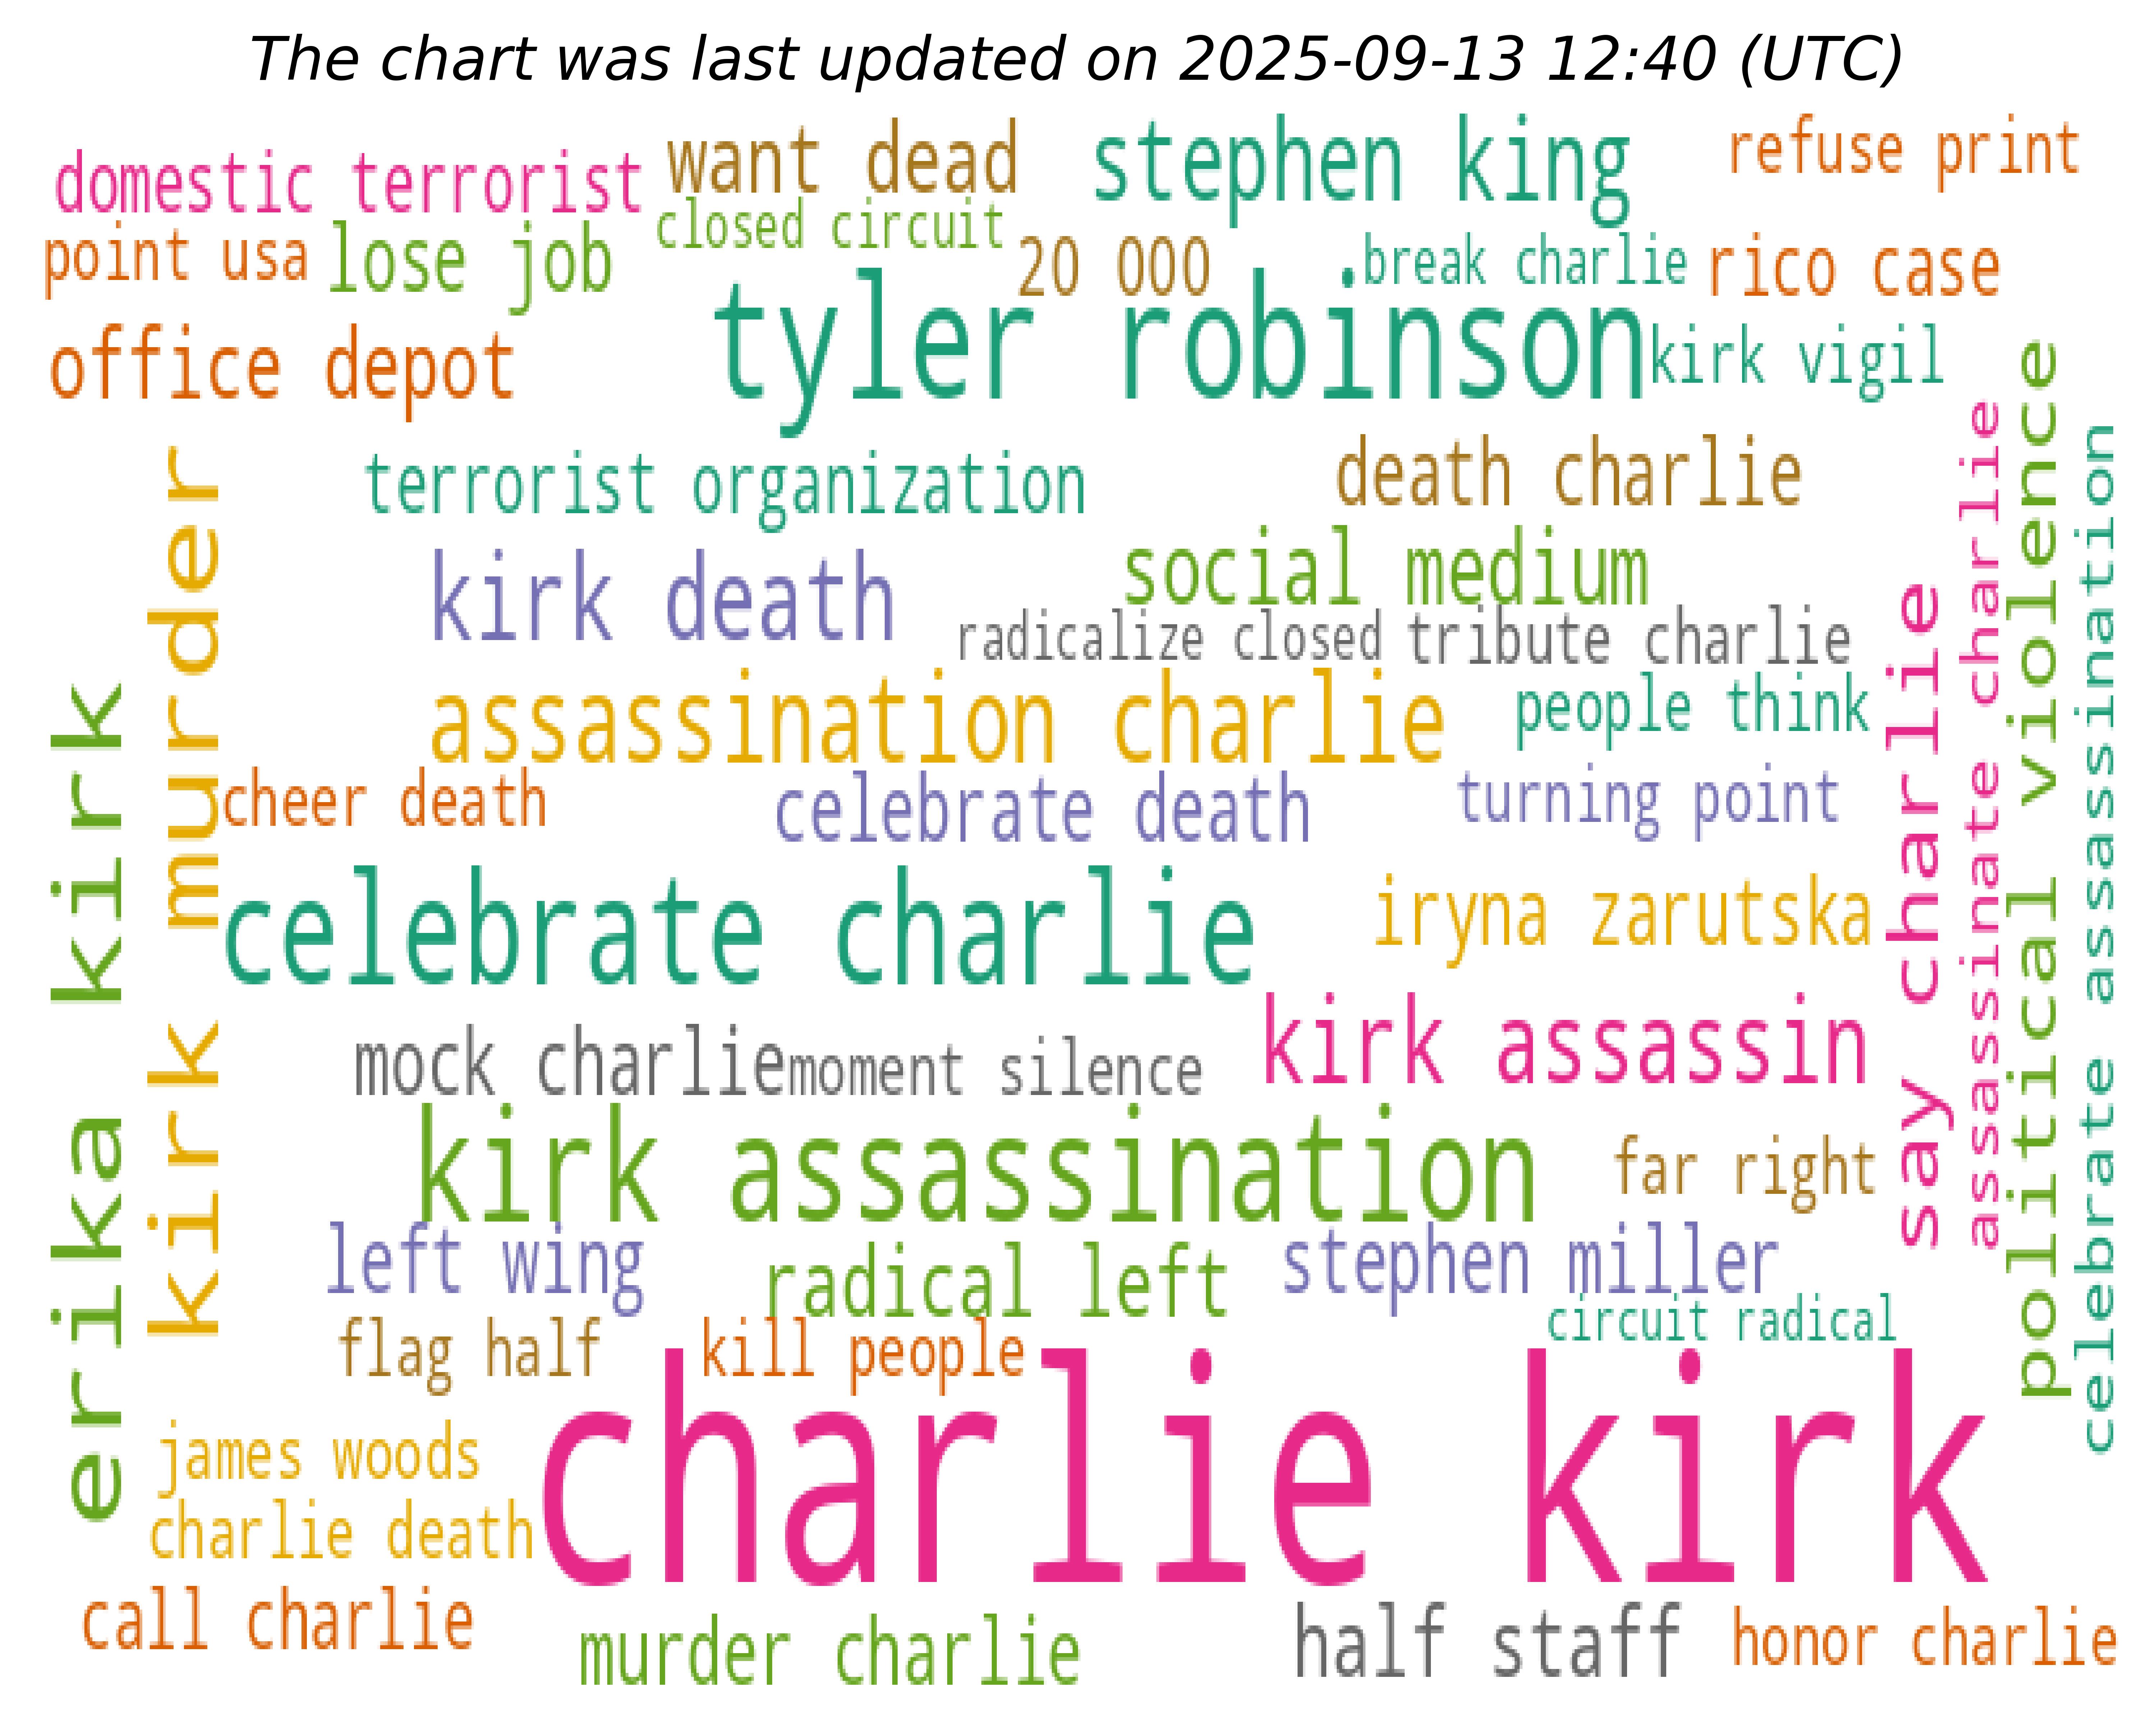 The chart was last updated on 2025-09-13 12:40 (UTC)
domestic terrorist
want dead
stephen king
refuse print
point usa
lose job
closed circuit
20 000
break charlie
rico case
office depot
tyler robinson
kirk vigil
terrorist organization
death charlie
kirk death
social medium
radicalize closed
tribute charlie
assassination charlie
people think
cheer death
celebrate death
turning point
celebrate charlie
iryna zarutska
mock charlie
moment silence
kirk assassin
kirk assassination
far right
left wing
radical left
stephen miller
circuit radical
flag half
kill people
charlie kirk
james woods
charlie death
call charlie
murder charlie
half staff
honor charlie
erika kirk
kirk murder
say charlie
assassinate charlie
political violence
celebrate assassination